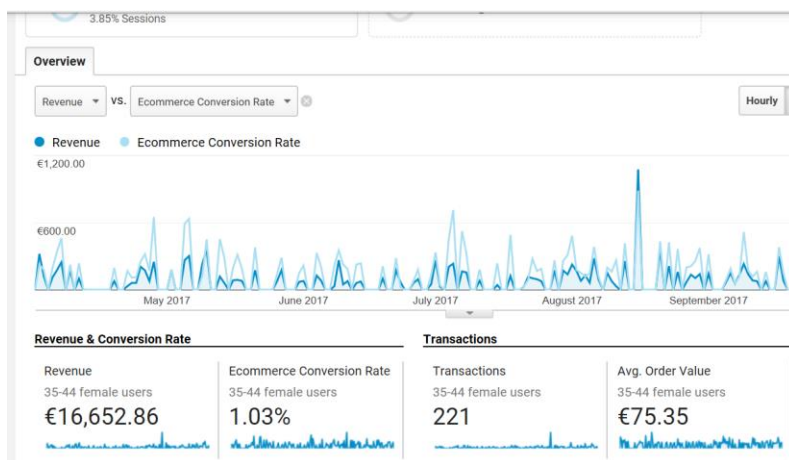 3.85% Sessions
Overview
Revenue VS. Ecommerce Conversion Rate
Hourly
Revenue Ecommerce Conversion Rate
€1,200.00
€600.00
May 2017 June 2017 July 2017 August 2017 September 2017
Revenue & Conversion Rate
Transactions
Revenue
Ecommerce Conversion Rate
Transactions
Avg. Order Value
35-44 female users
35-44 female users
35-44 female users
35-44 female users
€16,652.86
1.03%
221
€75.35